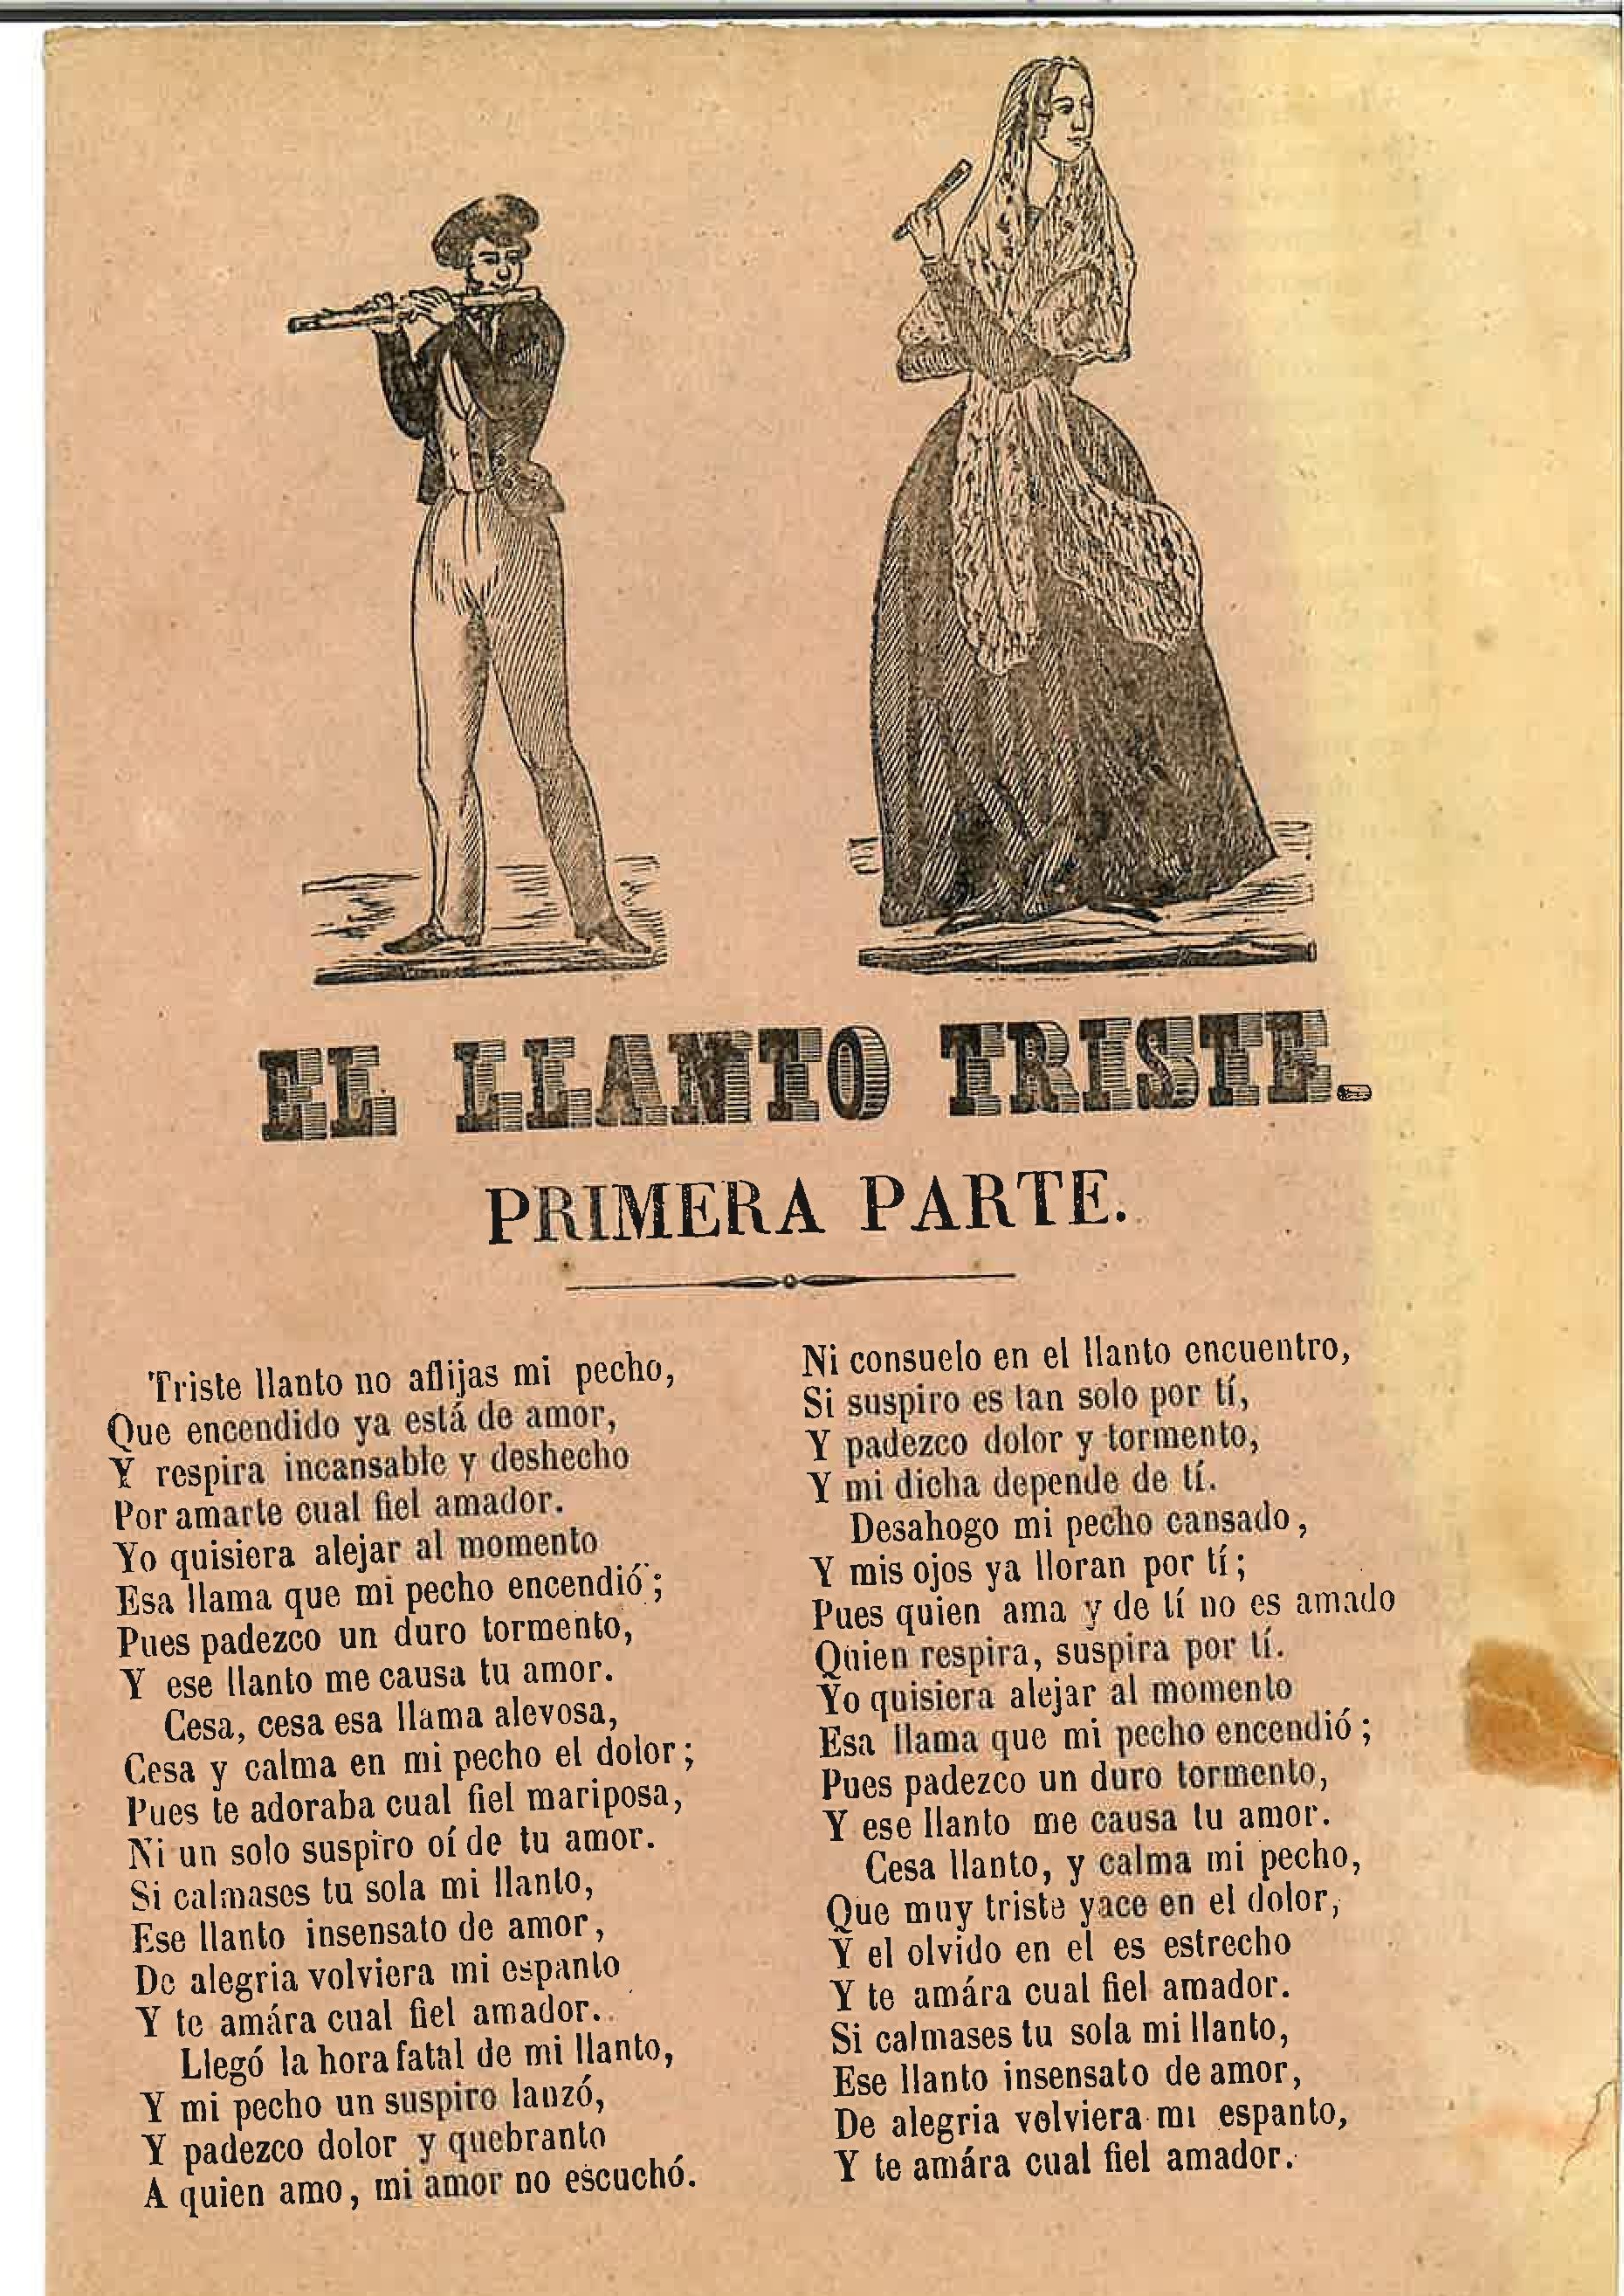 EL LLANTO TRISTE.
PRIMERA PARTE.
Triste llanto no aflijas mi pecho,
Que encendido ya está de amor,
Y respira incansable y deshecho
Por amarte cual fiel amador.
Yo quisiera alejar al momento
Esa llama que mi pecho encendió;
Pues padezco un duro tormento,
Y ese llanto me causa tu amor.
Cesa, cesa esa llama alevosa,
Cesa y calma en mi pecho el dolor;
Pues te adoraba cual fiel mariposa,
Ni un solo suspiro oí de tu amor.
Si calmases tu sola mi llanto,
Ese llanto insensato de amor,
De alegria volviera mi espanto
Y te amára cual fiel amador.
Llegó la hora fatal de mi llanto,
Y mi pecho un suspiro lanzó,
Y padezco dolor y quebranto
A quien amo, mi amor no escuchó.
Ni consuelo en el llanto encuentro,
Si suspiro es tan solo por tí,
Y padezco dolor y tormento,
Y mi dicha depende de tí.
Desahogo mi pecho cansado,
Y mis ojos ya lloran por tí;
Pues quien ama y de tí no es amado
Quien respira, suspira por tí.
Yo quisiera alejar al momento
Esa llama que mi pecho encendió;
Pues padezco un duro tormento,
Y ese llanto me causa tu amor.
Cesa llanto, y calma mi pecho,
Que muy triste yace en el dolor,
Y el olvido en el es estrecho
Y te amára cual fiel amador.
Si calmases tu sola mi llanto,
Ese llanto insensato de amor,
De alegria volviera mi espanto,
Y te amára cual fiel amador.